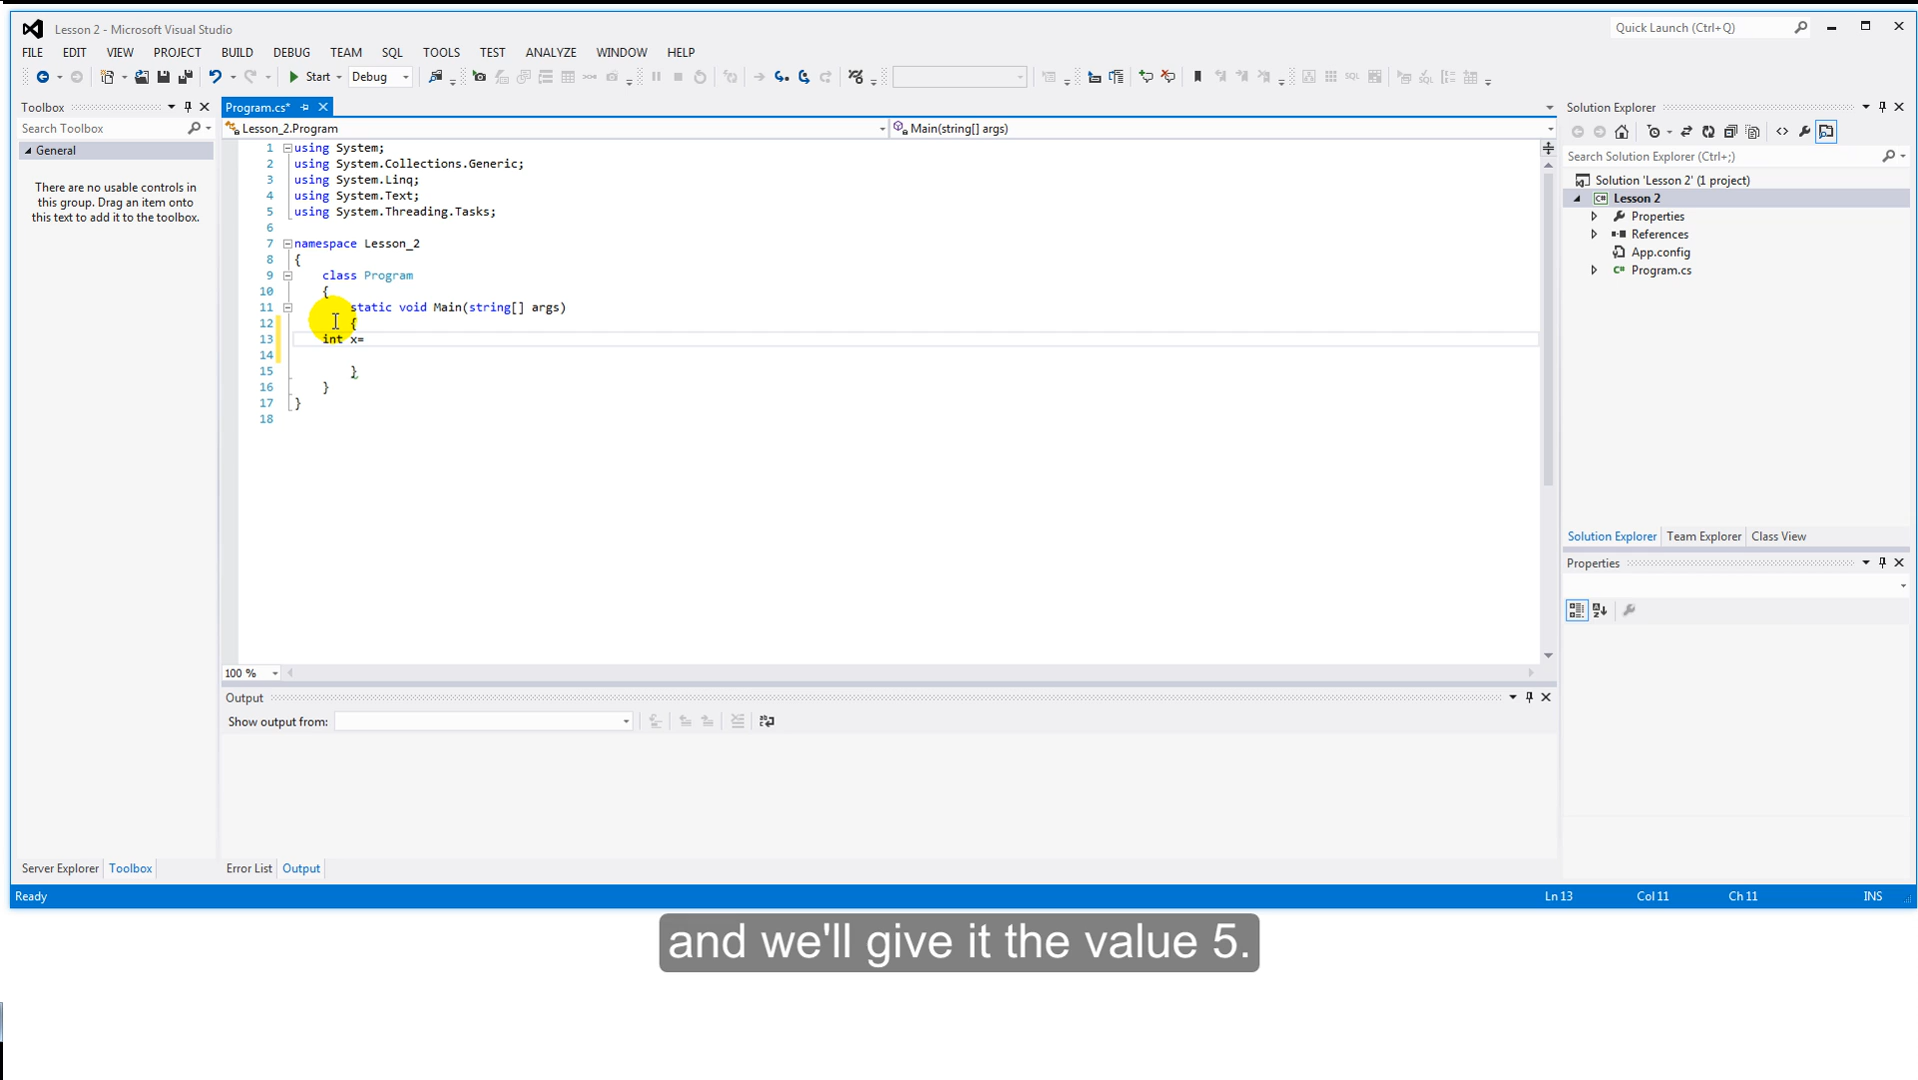 Lesson 2 - Microsoft Visual Studio
Quick Launch (Ctrl+Q)
FILE EDIT VIEW PROJECT BUILD DEBUG TEAM SQL TOOLS TEST ANALYZE WINDOW HELP
Start Debug
Toolbox
Search Toolbox
General
There are no usable controls in
this group. Drag an item onto
this text to add it to the toolbox.
Program.cs*
Lesson_2.Program
Main(string[] args)
1 using System;
2 using System.Collections.Generic;
3 using System.Linq;
4 using System.Text;
5 using System.Threading.Tasks;
6
7 namespace Lesson_2
8 {
9 class Program
10 {
11 static void Main(string[] args)
12 {
13 int x=
14
15 }
16 }
17 }
18
100 %
Output
Show output from:
Solution Explorer
Search Solution Explorer (Ctrl+;)
Solution 'Lesson 2' (1 project)
Lesson 2
Properties
References
App.config
Program.cs
Solution Explorer Team Explorer Class View
Properties
Server Explorer Toolbox
Error List Output
Ready
Ln 13 Col 11 Ch 11 INS
and we'll give it the value 5.